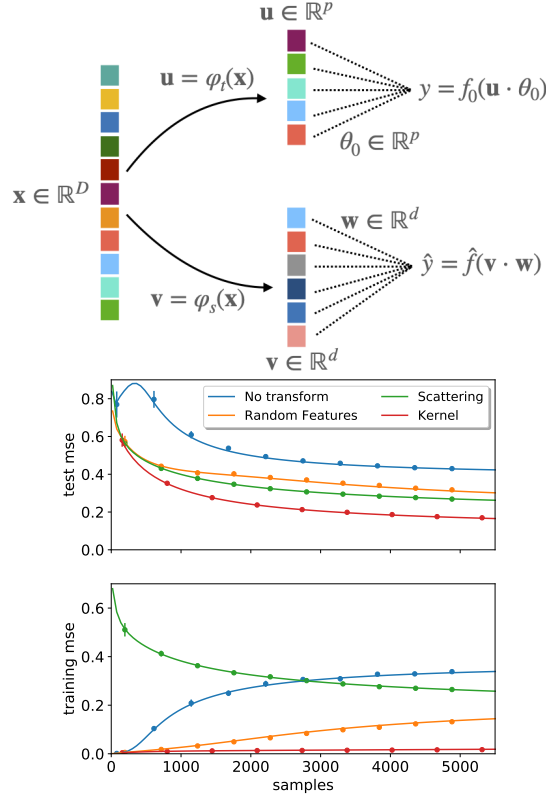 𝐮 ∈ ℝ^p
𝐮 = φ_t(𝐱)
y = f_0(𝐮 · θ_0)
θ_0 ∈ ℝ^p
𝐱 ∈ ℝ^D
𝐰 ∈ ℝ^d
ŷ = f̂(𝐯 · 𝐰)
𝐯 = φ_s(𝐱)
𝐯 ∈ ℝ^d
No transform
Random Features
Scattering
Kernel
test mse
0.8
0.6
0.4
0.2
0.0
0 1000 2000 3000 4000 5000
training mse
0.6
0.4
0.2
0.0
samples